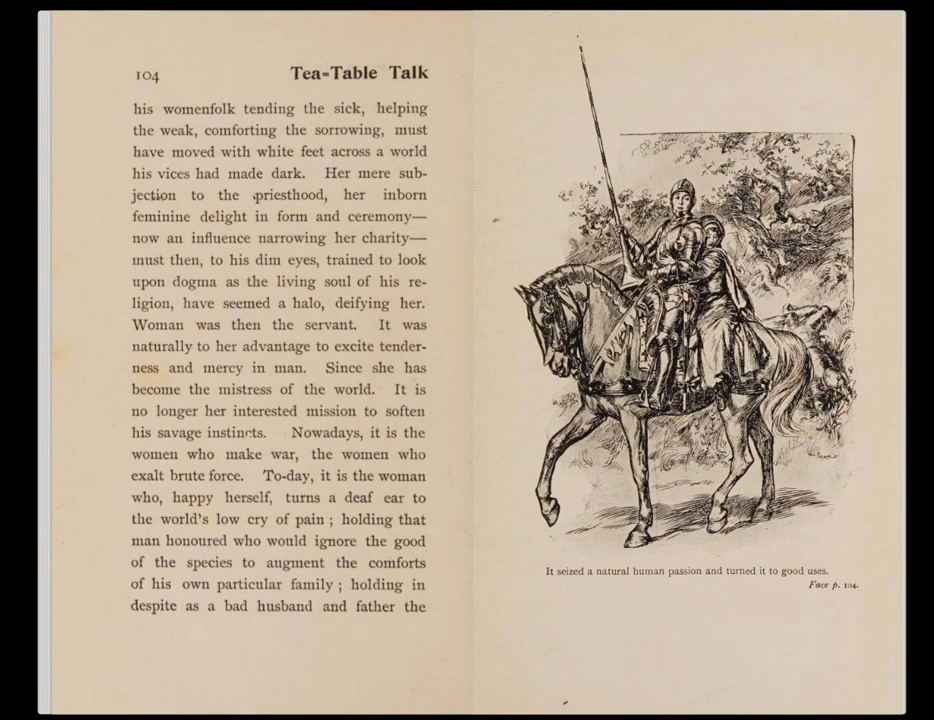 104 Tea=Table Talk
his womenfolk tending the sick, helping
the weak, comforting the sorrowing, must
have moved with white feet across a world
his vices had made dark. Her mere sub-
jection to the priesthood, her inborn
feminine delight in form and ceremony—
now an influence narrowing her charity—
must then, to his dim eyes, trained to look
upon dogma as the living soul of his re-
ligion, have seemed a halo, deifying her.
Woman was then the servant. It was
naturally to her advantage to excite tender-
ness and mercy in man. Since she has
become the mistress of the world. It is
no longer her interested mission to soften
his savage instincts. Nowadays, it is the
women who make war, the women who
exalt brute force. To-day, it is the woman
who, happy herself, turns a deaf ear to
the world's low cry of pain ; holding that
man honoured who would ignore the good
of the species to augment the comforts
of his own particular family ; holding in
despite as a bad husband and father the
It seized a natural human passion and turned it to good uses.
Face p. 104.